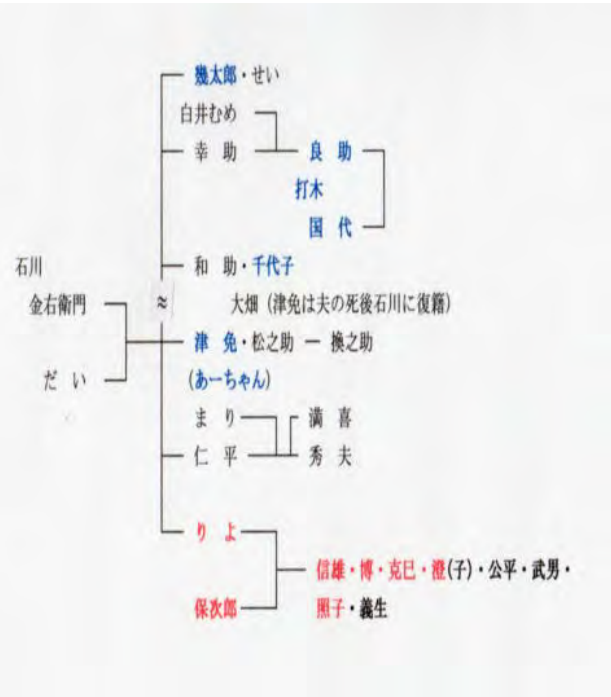 幾太郎・せい
白井むめ
幸 助
良 助
打木
国 代
石川
和 助・千代子
金右衛門
≈
大畑（津免は夫の死後石川に復籍）
津 免・松之助 ー 換之助
だ い
(あーちゃん)
ま り
満 喜
仁 平
秀 夫
り よ
信雄・博・克巳・澄(子)・公平・武男・
保次郎
照子・義生